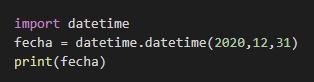 import datetime
fecha = datetime.datetime(2020,12,31)
print(fecha)